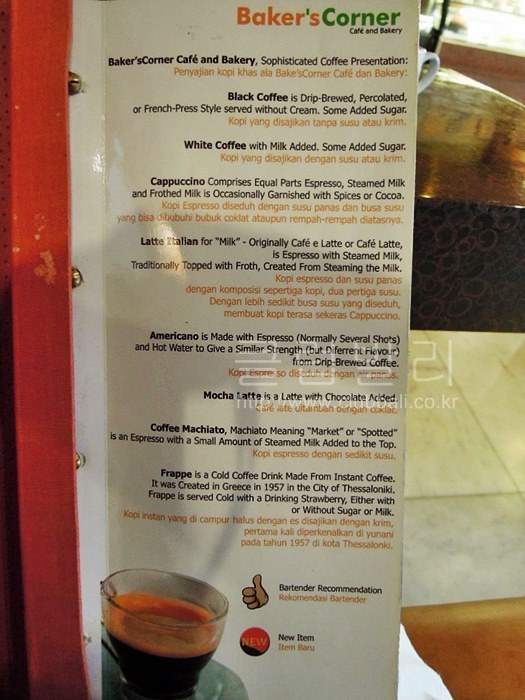 Baker'sCorner
Café and Bakery
Baker'sCorner Café and Bakery, Sophisticated Coffee Presentation:
Penyajian kopi khas ala Bake'sCorner Café dan Bakery:
Black Coffee is Drip-Brewed, Percolated,
or French-Press Style served without Cream. Some Added Sugar.
Kopi yang disajikan tanpa susu atau krim.
White Coffee with Milk Added. Some Added Sugar.
Kopi yang disajikan dengan susu atau krim.
Cappuccino Comprises Equal Parts Espresso, Steamed Milk
and Frothed Milk is Occasionally Garnished with Spices or Cocoa.
Kopi Espresso diseduh dengan susu panas dan busa susu
yang bisa dibubuhi bubuk coklat ataupun rempah-rempah diatasnya.
Latte Italian for "Milk" - Originally Café e Latte or Café Latte,
is Espresso with Steamed Milk,
Traditionally Topped with Froth, Created From Steaming the Milk.
Kopi espresso dan susu panas
dengan komposisi sepertiga kopi, dua pertiga susu.
Dengan lebih sedikit busa susu yang diseduh,
membuat kopi terasa sekeras Cappuccino.
Americano is Made with Espresso (Normally Several Shots)
and Hot Water to Give a Similar Strength (but Different Flavour)
from Drip-Brewed Coffee.
Kopi Espresso diseduh dengan air panas.
Mocha Latte is a Latte with Chocolate Added.
Café latte ditambah dengan coklat.
Coffee Machiato, Machiato Meaning "Market" or "Spotted"
is an Espresso with a Small Amount of Steamed Milk Added to the Top.
Kopi espresso dengan sedikit susu.
Frappe is a Cold Coffee Drink Made From Instant Coffee.
It was Created in Greece in 1957 in the City of Thessaloniki.
Frappe is served Cold with a Drinking Strawberry, Either with
or Without Sugar or Milk.
Kopi instan yang di campur halus dengan es disajikan dengan krim,
pertama kali diperkenalkan di yunani
pada tahun 1957 di kota Thessaloniki.
Bartender Recommendation
Rekomendasi Bartender
NEW
New Item
Item Baru